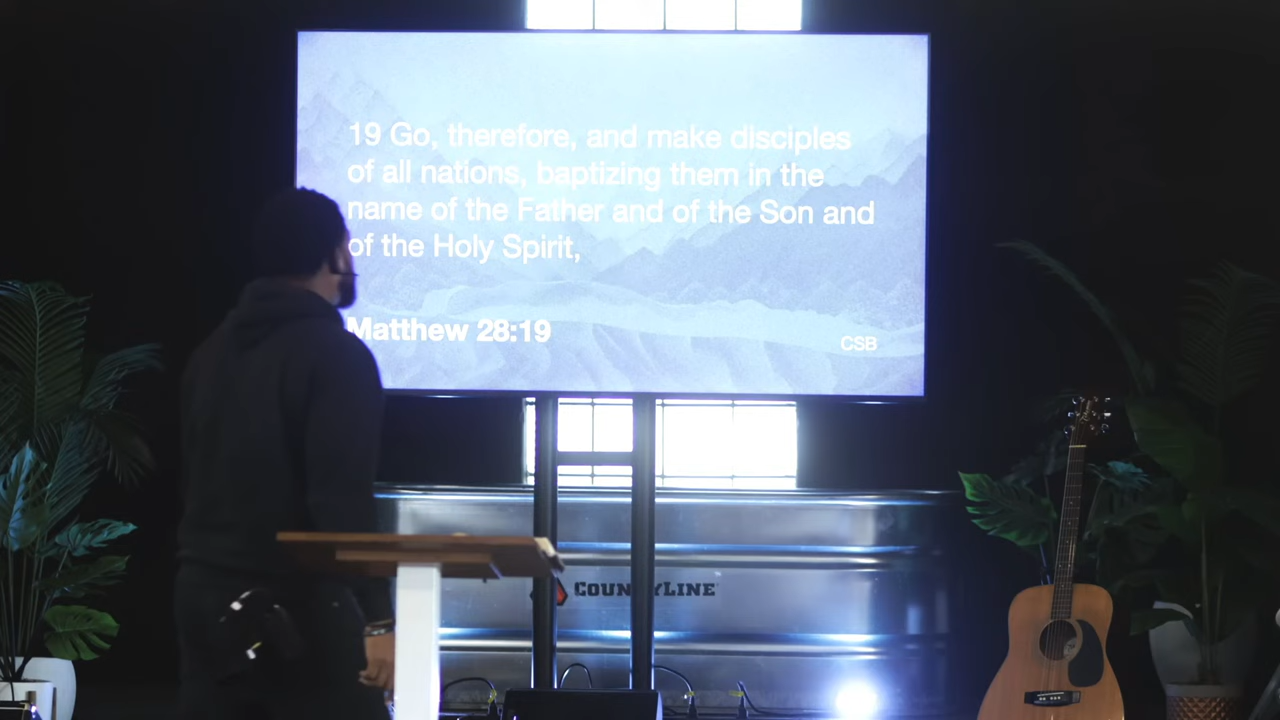 19 Go, therefore, and make disciples
of all nations, baptizing them in the
name of the Father and of the Son and
of the Holy Spirit,
Matthew 28:19
CSB
COUNTYLINE